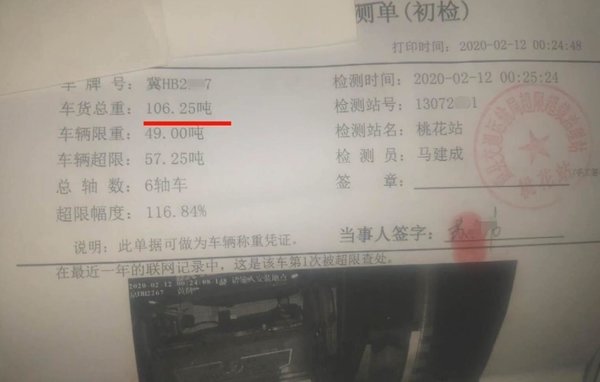 测单(初检)
打印时间：2020-02-12 00:24:48
车 牌 号：冀HB2 7 检测时间：2020-02-12 00:25:24
车货总重：106.25吨 检测站号：13072 1
车辆限重：49.00吨 检测站名：桃花站
车辆超限：57.25吨 检 测 员：马建成
总 轴 数：6轴车 签 章：
超限幅度：116.84%
说明：此单据可做为车辆称重凭证。 当事人签字：
在最近一年的联网记录中，这是该车第1次被超限查处。
2020-02-12 00:24:08
黄牌
桃花站